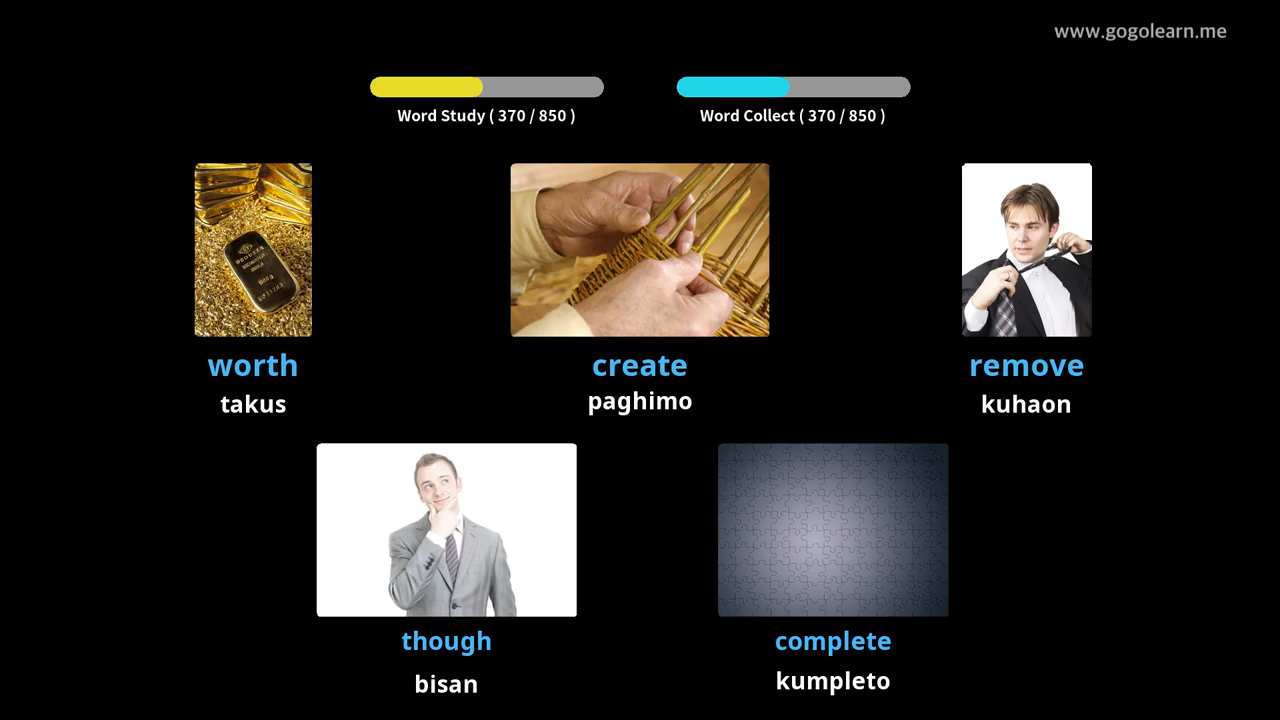 www.gogolearn.me
Word Study ( 370 / 850 )
Word Collect ( 370 / 850 )
worth
takus
create
paghimo
remove
kuhaon
though
bisan
complete
kumpleto